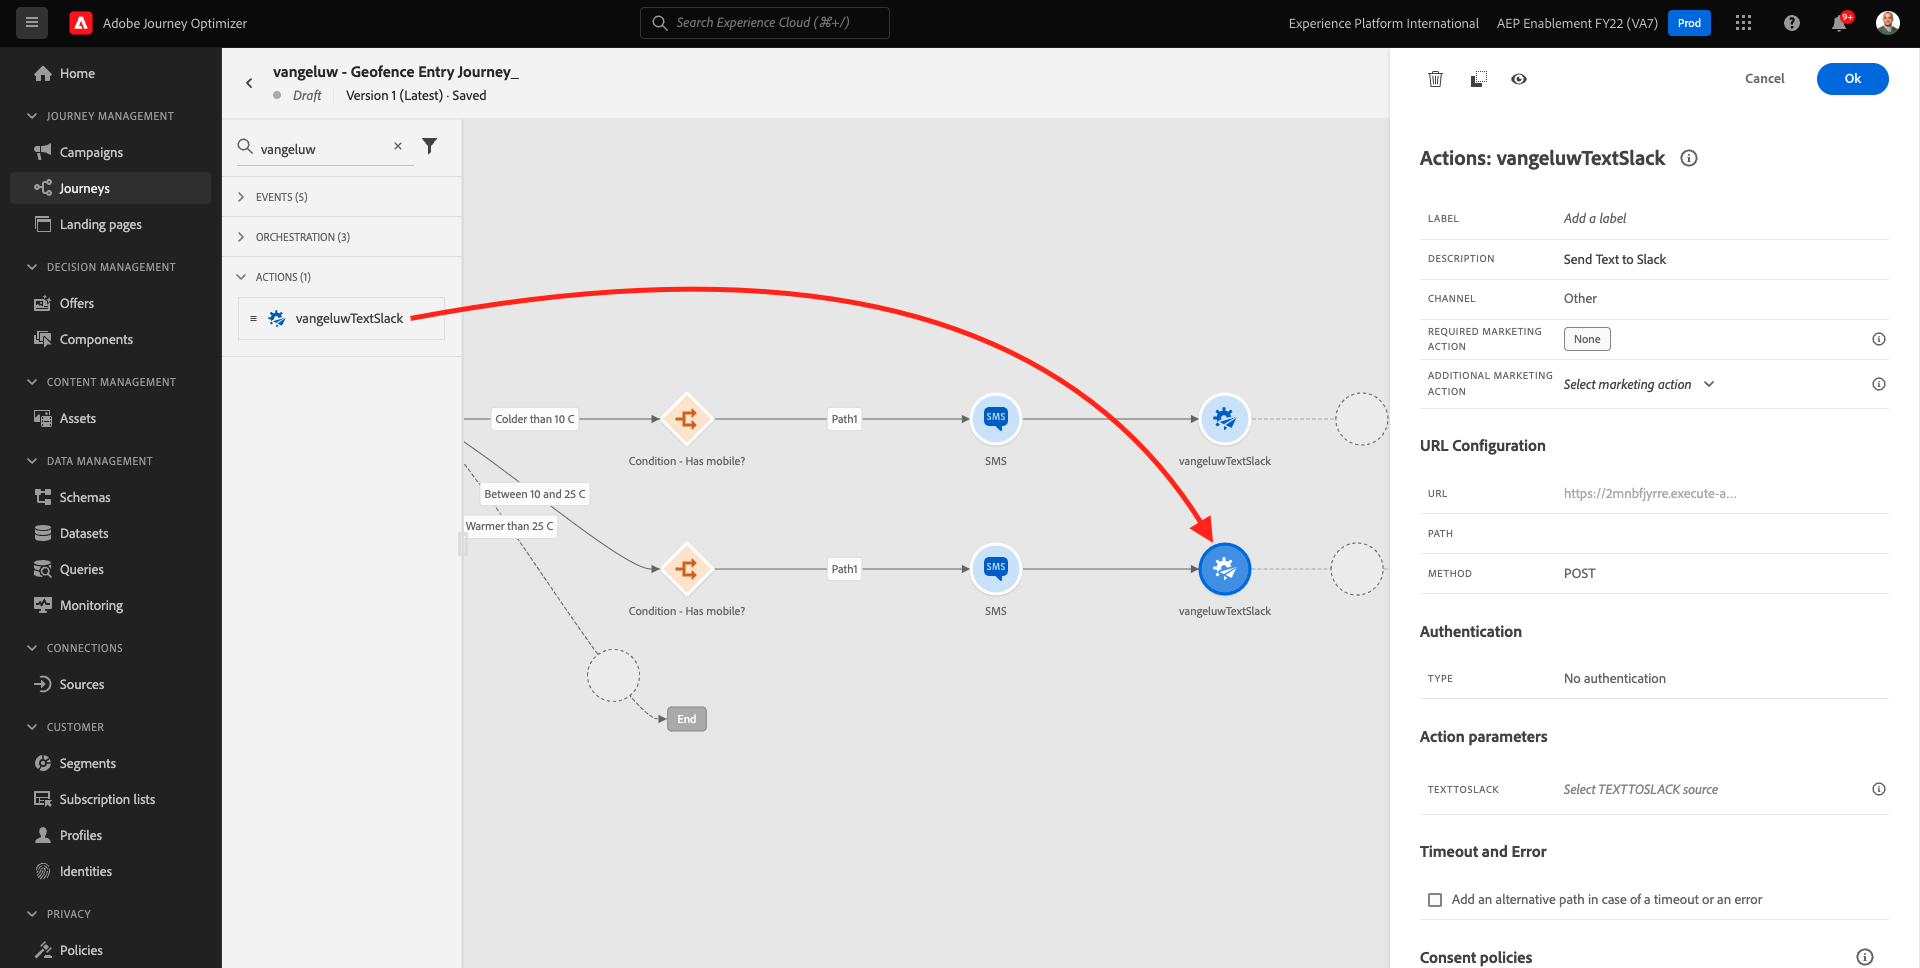 Adobe Journey Optimizer
Search Experience Cloud (⌘+/)
Experience Platform International
AEP Enablement FY22 (VA7)
Prod
9+
Home
JOURNEY MANAGEMENT
Campaigns
Journeys
Landing pages
DECISION MANAGEMENT
Offers
Components
CONTENT MANAGEMENT
Assets
DATA MANAGEMENT
Schemas
Datasets
Queries
Monitoring
CONNECTIONS
Sources
CUSTOMER
Segments
Subscription lists
Profiles
Identities
PRIVACY
Policies
vangeluw - Geofence Entry Journey_
Draft
Version 1 (Latest) · Saved
vangeluw
EVENTS (5)
ORCHESTRATION (3)
ACTIONS (1)
vangeluwTextSlack
Colder than 10 C
Condition - Has mobile?
Path1
SMS
SMS
vangeluwTextSlack
Between 10 and 25 C
Warmer than 25 C
Condition - Has mobile?
Path1
SMS
SMS
vangeluwTextSlack
End
Cancel
Ok
Actions: vangeluwTextSlack
LABEL
Add a label
DESCRIPTION
Send Text to Slack
CHANNEL
Other
REQUIRED MARKETING
ACTION
None
ADDITIONAL MARKETING
ACTION
Select marketing action
URL Configuration
URL
https://2mnbfjyrre.execute-a...
PATH
METHOD
POST
Authentication
TYPE
No authentication
Action parameters
TEXTTOSLACK
Select TEXTTOSLACK source
Timeout and Error
Add an alternative path in case of a timeout or an error
Consent policies